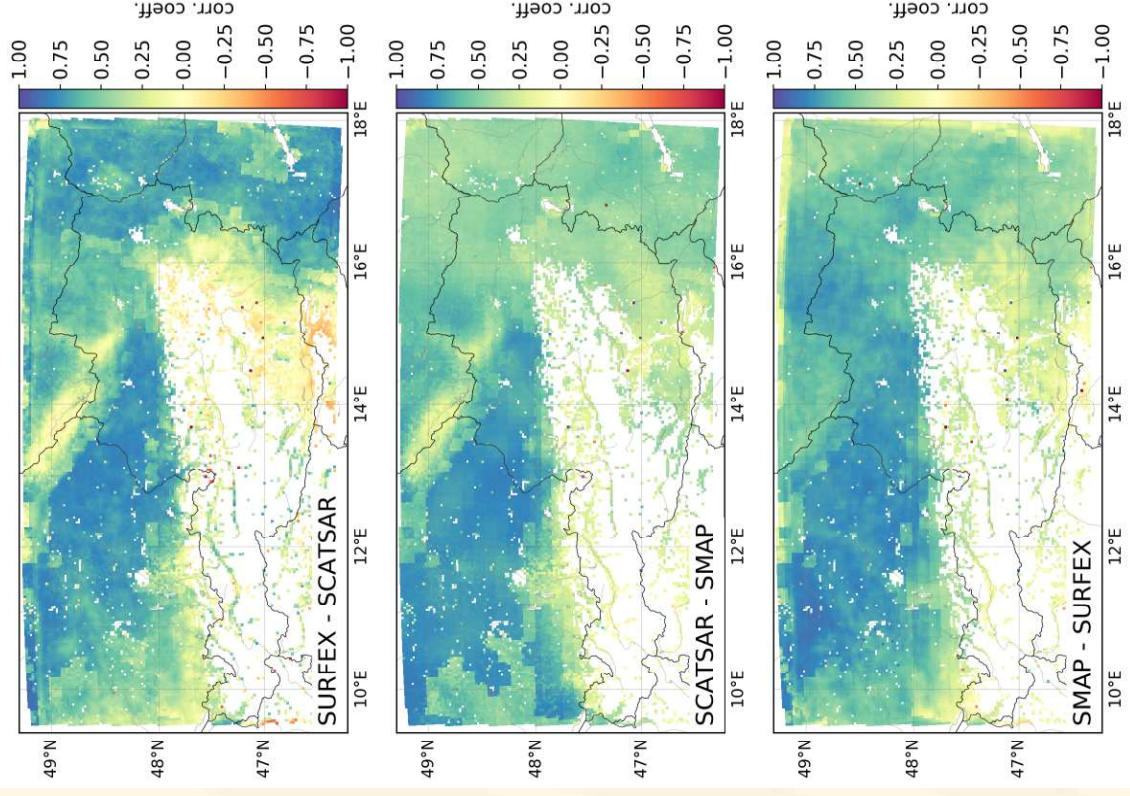 corr. coeff.
1.00
0.75
0.50
0.25
0.00
−0.25
−0.50
−0.75
−1.00
49°N
48°N
47°N
SURFEX - SCATSAR
10°E
12°E
14°E
16°E
18°E
corr. coeff.
1.00
0.75
0.50
0.25
0.00
−0.25
−0.50
−0.75
−1.00
49°N
48°N
47°N
SCATSAR - SMAP
10°E
12°E
14°E
16°E
18°E
corr. coeff.
1.00
0.75
0.50
0.25
0.00
−0.25
−0.50
−0.75
−1.00
49°N
48°N
47°N
SMAP - SURFEX
10°E
12°E
14°E
16°E
18°E